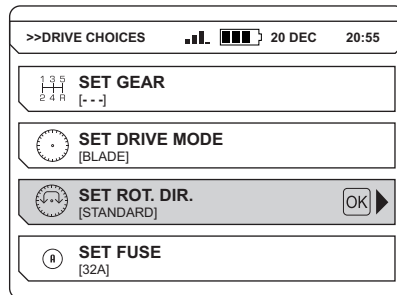 >>DRIVE CHOICES 20 DEC 20:55
1 3 5
2 4 R
SET GEAR
[- - -]
SET DRIVE MODE
[BLADE]
SET ROT. DIR.
[STANDARD]
OK
A
SET FUSE
[32A]